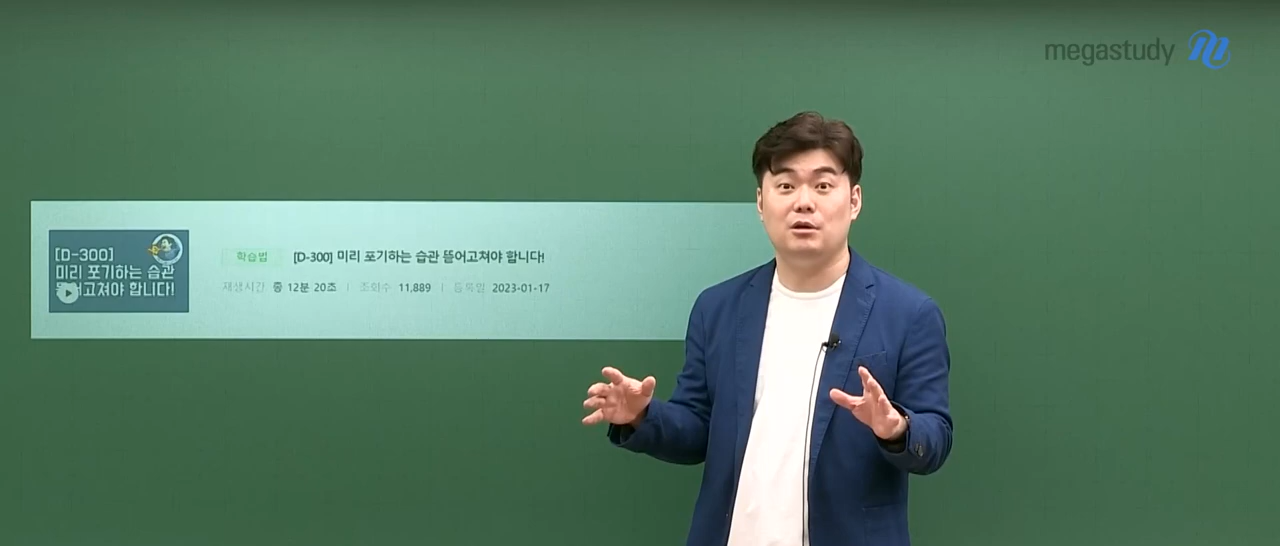 megastudy
[D-300]
미리 포기하는 습관
뜯어고쳐야 합니다!
학습법 [D-300] 미리 포기하는 습관 뜯어고쳐야 합니다!
재생시간 총 12분 20초 | 조회수 11,889 | 등록일 2023-01-17